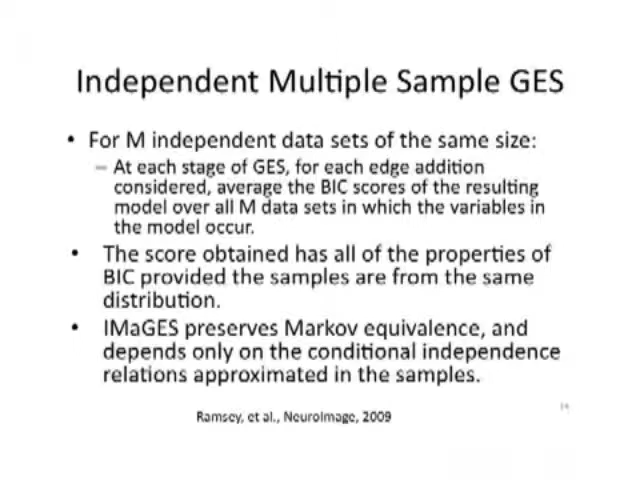 Independent Multiple Sample GES
• For M independent data sets of the same size:
– At each stage of GES, for each edge addition
considered, average the BIC scores of the resulting
model over all M data sets in which the variables in
the model occur.
• The score obtained has all of the properties of
BIC provided the samples are from the same
distribution.
• IMaGES preserves Markov equivalence, and
depends only on the conditional independence
relations approximated in the samples.
Ramsey, et al., NeuroImage, 2009